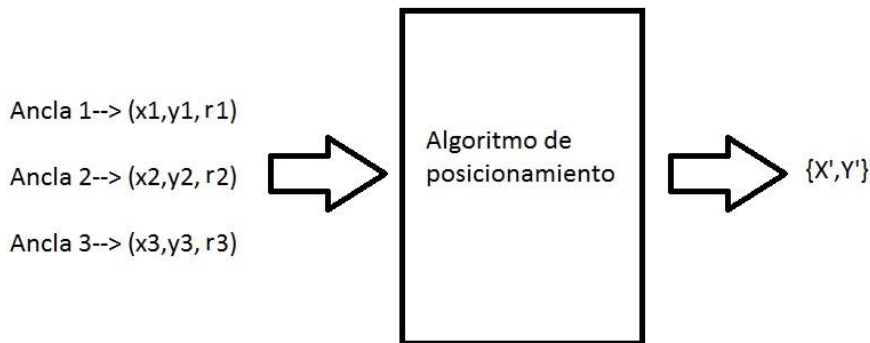 Ancla 1--> (x1,y1, r1)
Ancla 2--> (x2,y2, r2)
Ancla 3--> (x3,y3, r3)
Algoritmo de
posicionamiento
{X',Y'}